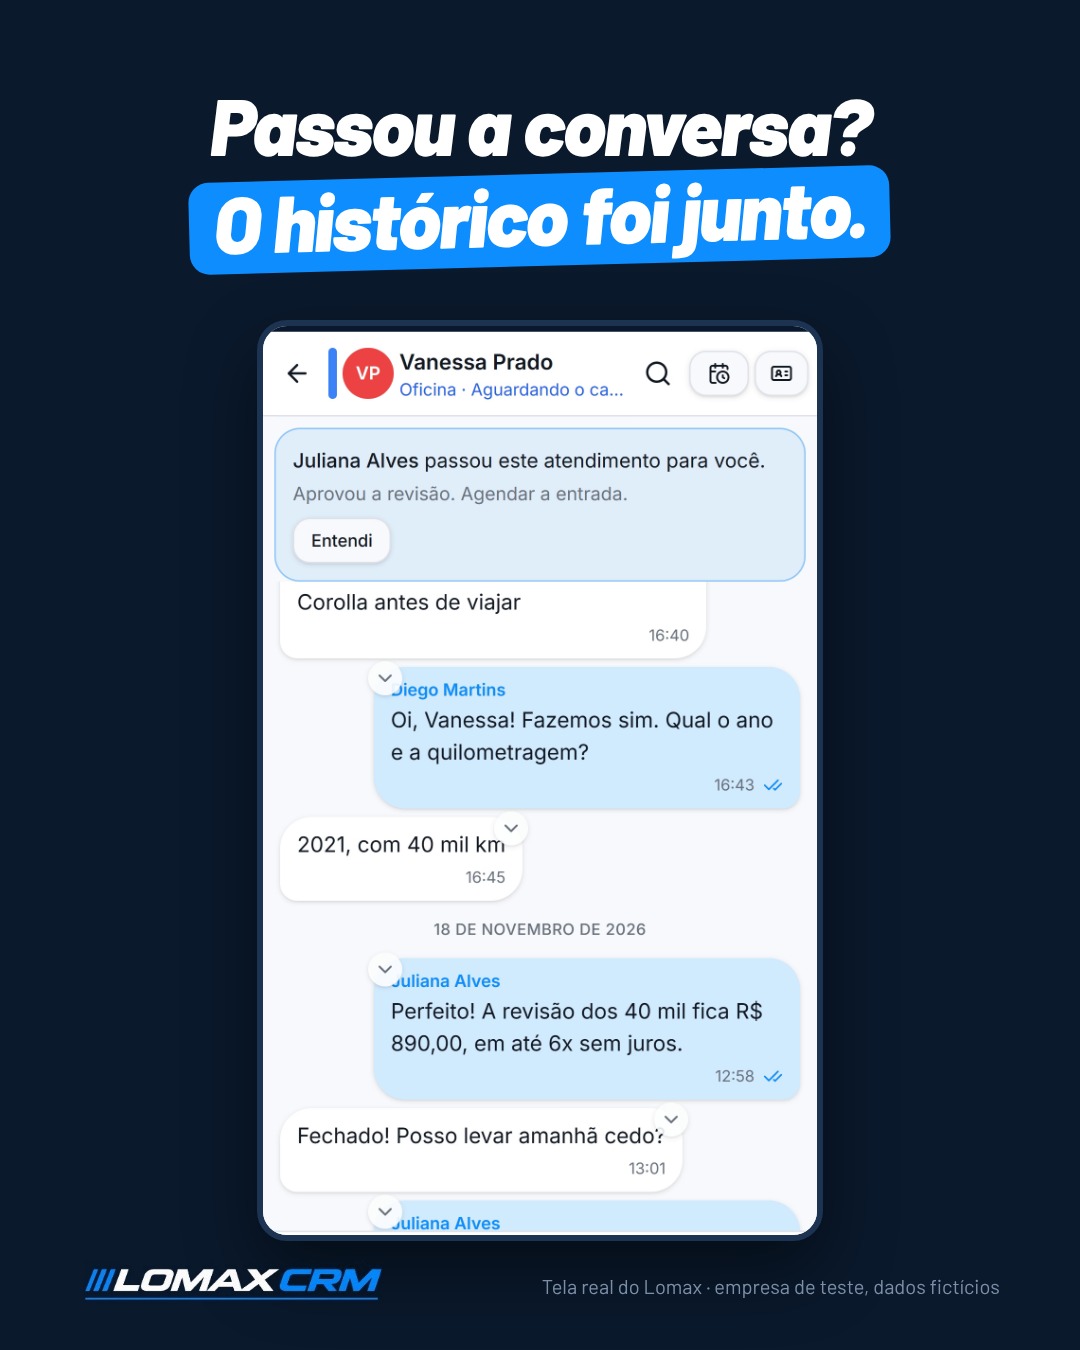 Passou a conversa?
O histórico foi junto.
VP
Vanessa Prado
Oficina · Aguardando o ca...
Juliana Alves passou este atendimento para você.
Aprovou a revisão. Agendar a entrada.
Entendi
Corolla antes de viajar
16:40
Diego Martins
Oi, Vanessa! Fazemos sim. Qual o ano
e a quilometragem?
16:43
2021, com 40 mil km
16:45
18 DE NOVEMBRO DE 2026
Juliana Alves
Perfeito! A revisão dos 40 mil fica R$
890,00, em até 6x sem juros.
12:58
Fechado! Posso levar amanhã cedo?
13:01
Juliana Alves
LOMAX CRM
Tela real do Lomax · empresa de teste, dados fictícios